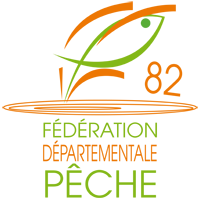 82
FÉDÉRATION
DÉPARTEMENTALE
PÊCHE